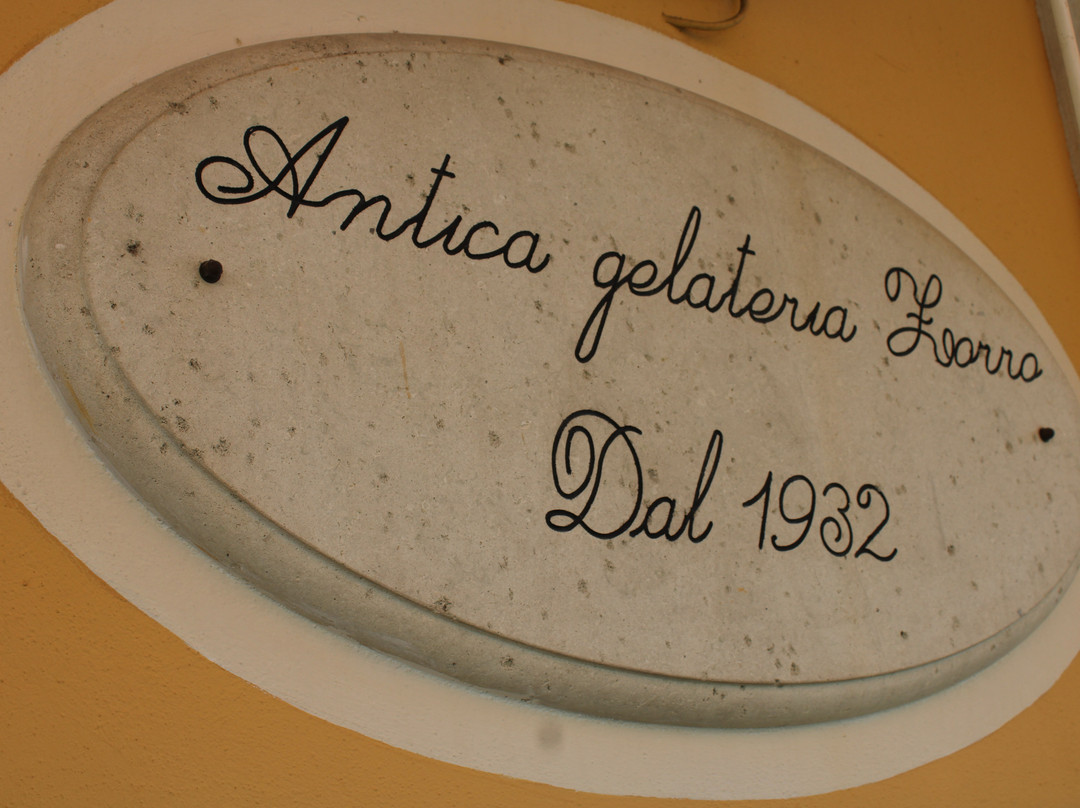 Antica gelateria Zorro
Dal 1932